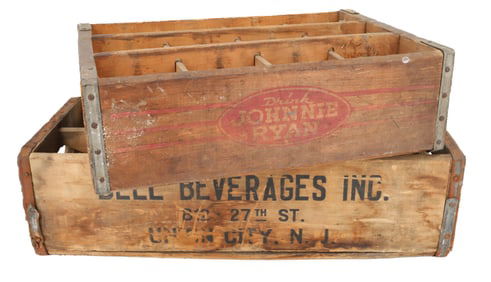 Drink
JOHNNIE
RYAN
BEVERAGES INC.
27TH ST.
UNION CITY, N. J.